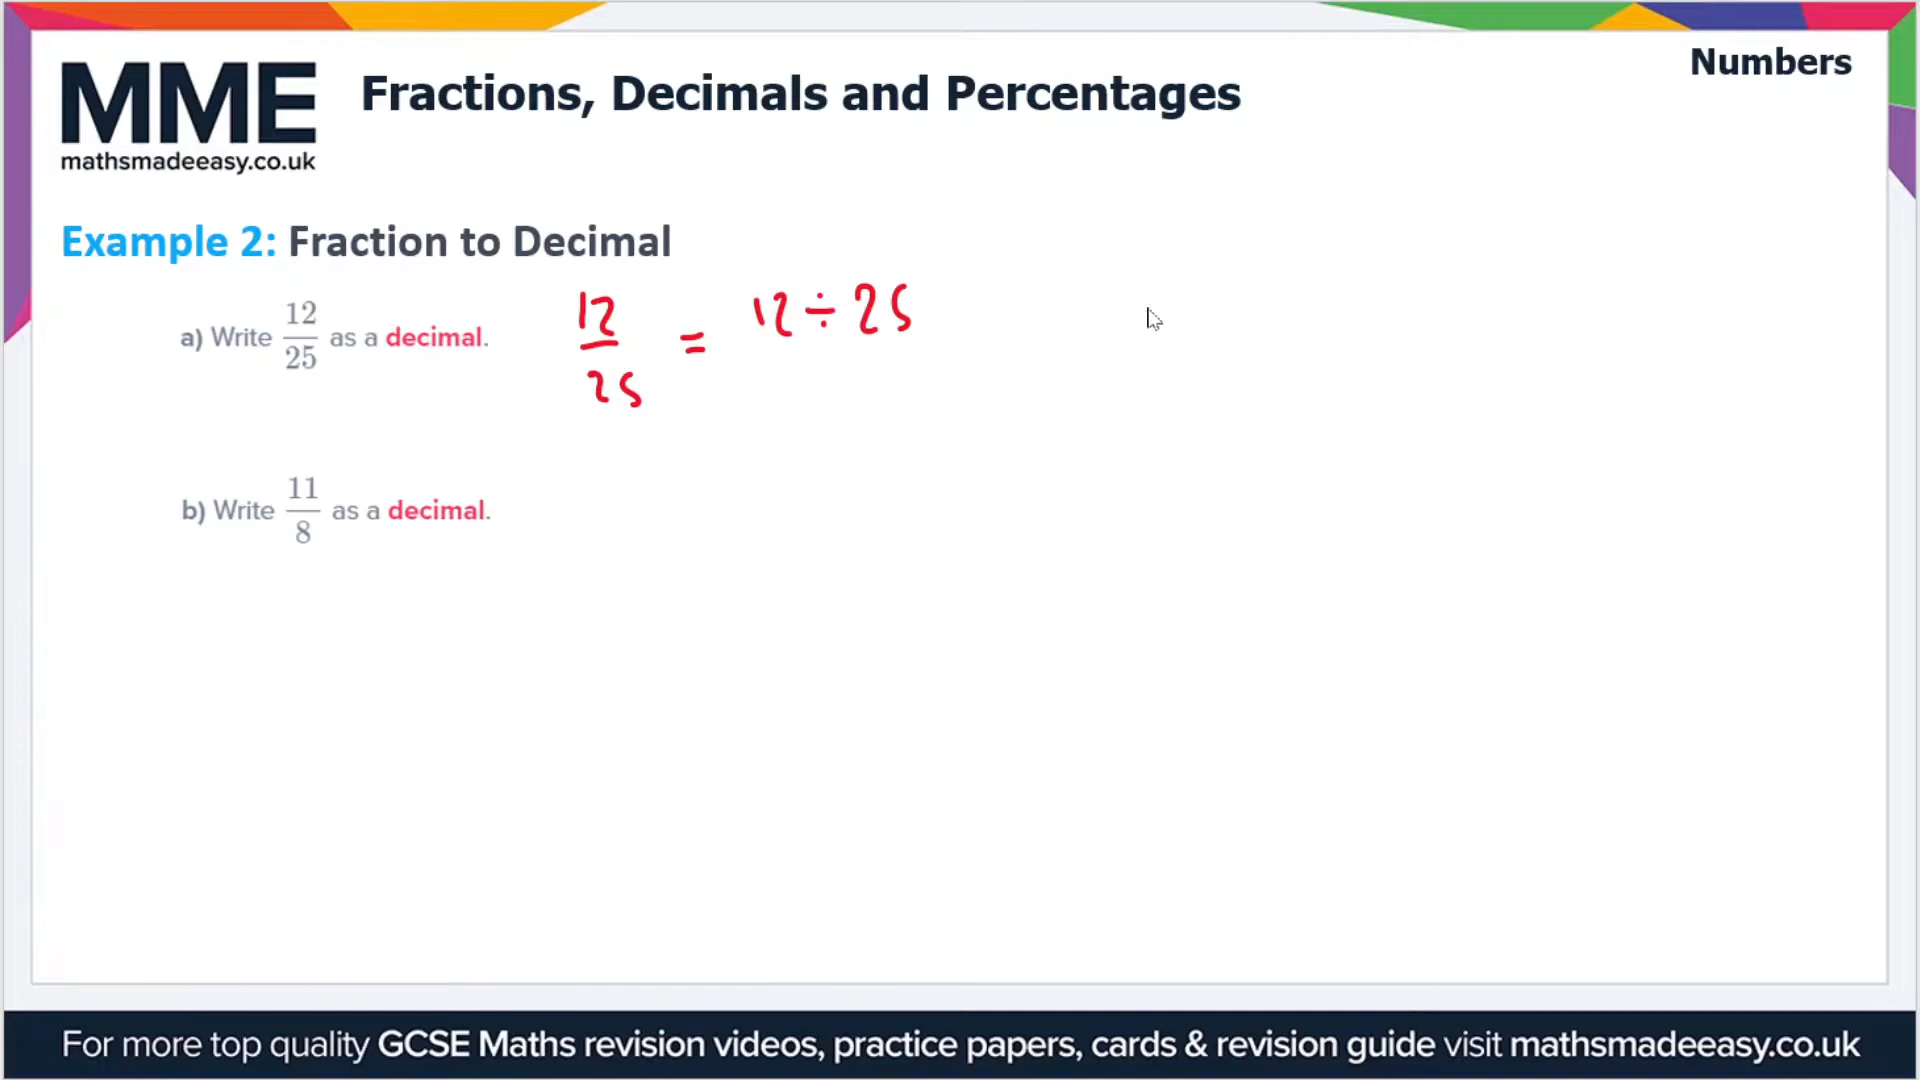 Numbers
MME
mathsmadeeasy.co.uk
Fractions, Decimals and Percentages
Example 2: Fraction to Decimal
a) Write 12/25 as a decimal.
12/25 = 12 ÷ 25
b) Write 11/8 as a decimal.
For more top quality GCSE Maths revision videos, practice papers, cards & revision guide visit mathsmadeeasy.co.uk